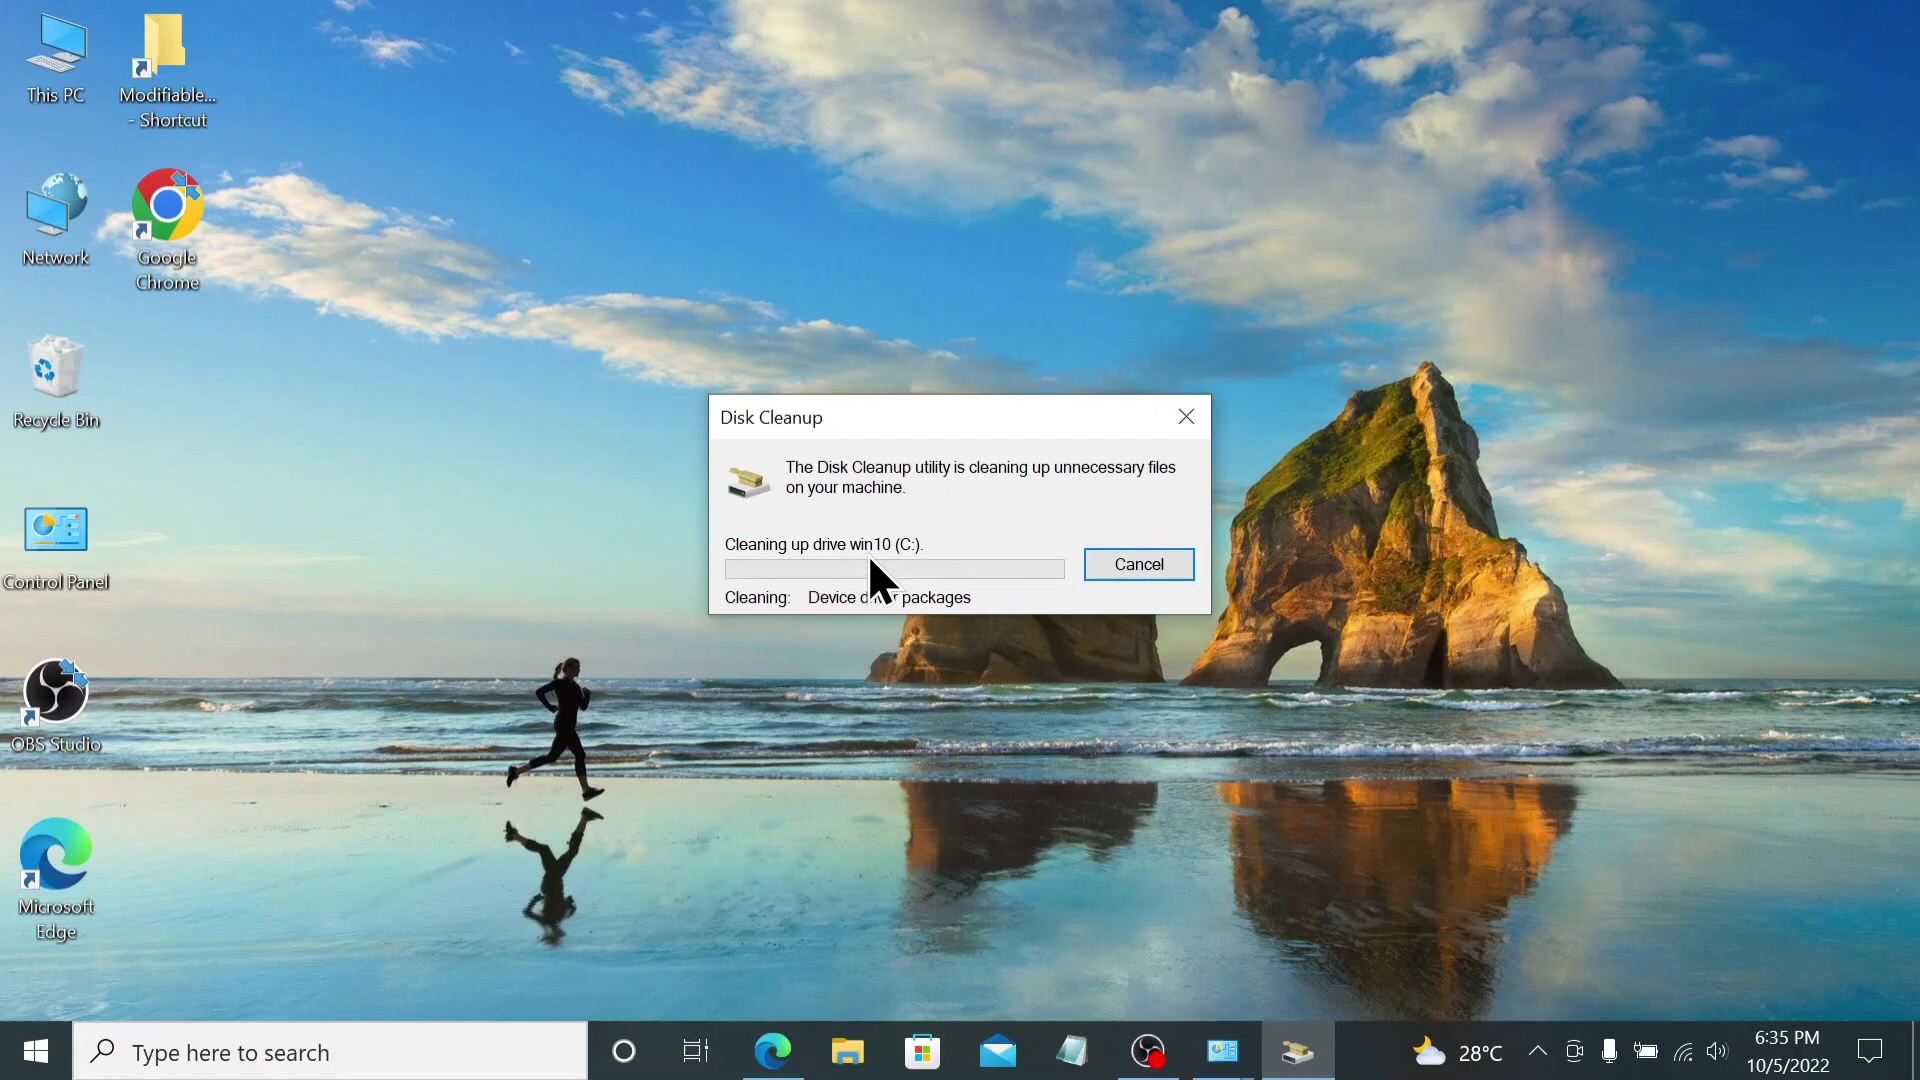 This PC
Modifiable...
- Shortcut
Network
Google
Chrome
Recycle Bin
Control Panel
OBS Studio
Microsoft
Edge
Disk Cleanup
The Disk Cleanup utility is cleaning up unnecessary files
on your machine.
Cleaning up drive win10 (C:).
Cancel
Cleaning: Device driver packages
Type here to search
28°C
6:35 PM
10/5/2022